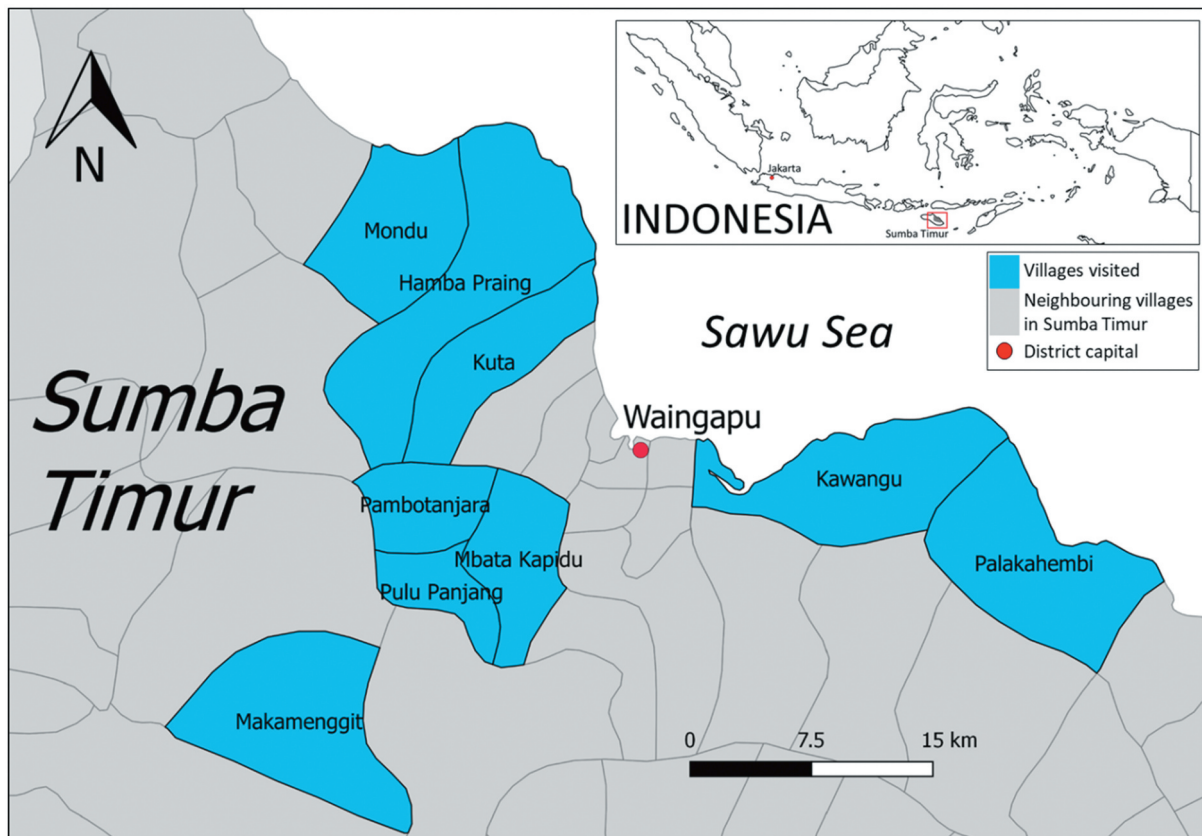 N
Jakarta
INDONESIA
Sumba Timur
Villages visited
Neighbouring villages
in Sumba Timur
District capital
Mondu
Hamba Praing
Sawu Sea
Kuta
Sumba
Timur
Waingapu
Kawangu
Pambotanjara
Mbata Kapidu
Palakahembi
Pulu Panjang
Makamenggit
0 7.5 15 km